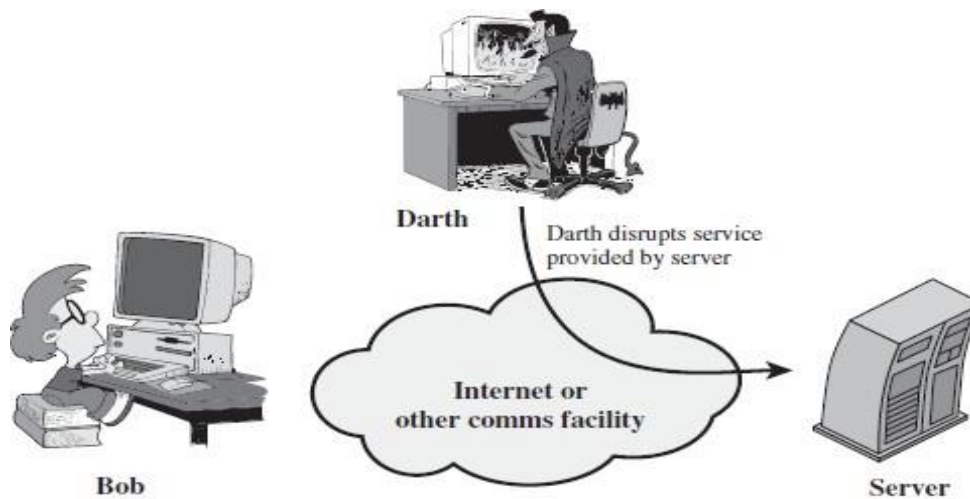 Darth
Darth disrupts service
provided by server
Internet or
other comms facility
Bob
Server